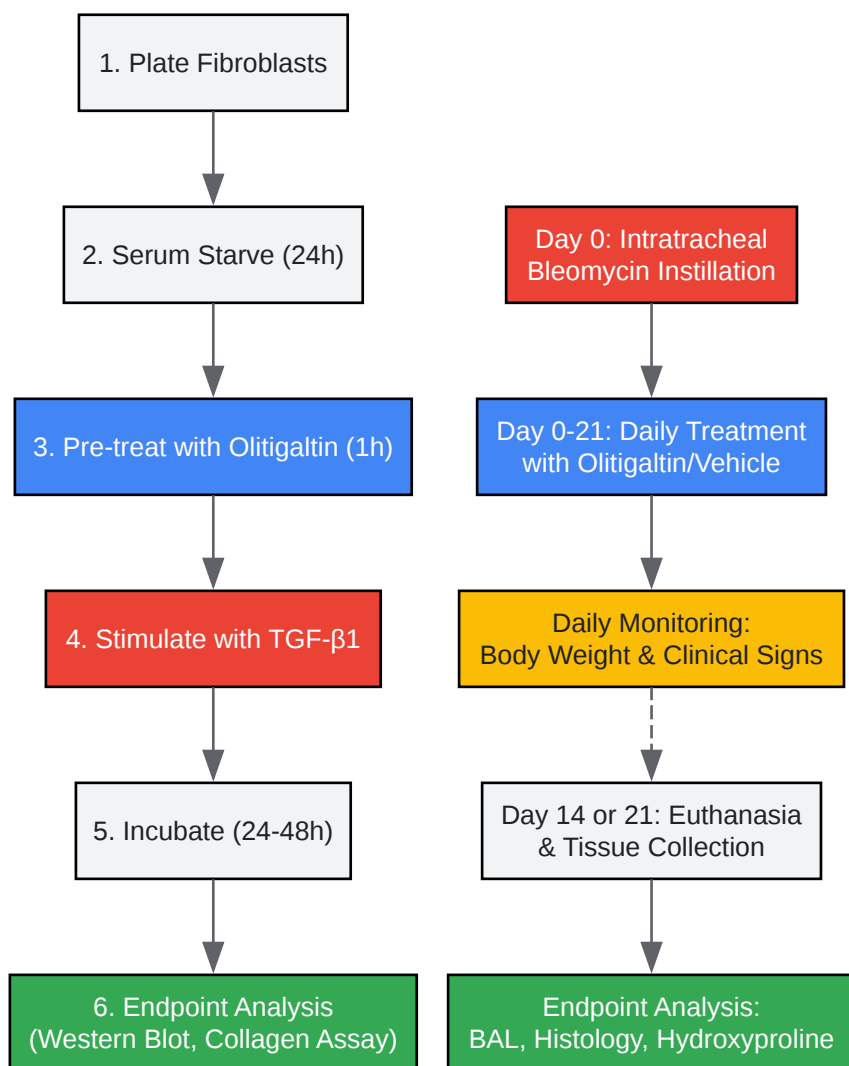 1. Plate Fibroblasts
2. Serum Starve (24h)
3. Pre-treat with Olitigaltin (1h)
4. Stimulate with TGF-β1
5. Incubate (24-48h)
6. Endpoint Analysis
(Western Blot, Collagen Assay)
Day 0: Intratracheal
Bleomycin Instillation
Day 0-21: Daily Treatment
with Olitigaltin/Vehicle
Daily Monitoring:
Body Weight & Clinical Signs
Day 14 or 21: Euthanasia
& Tissue Collection
Endpoint Analysis:
BAL, Histology, Hydroxyproline